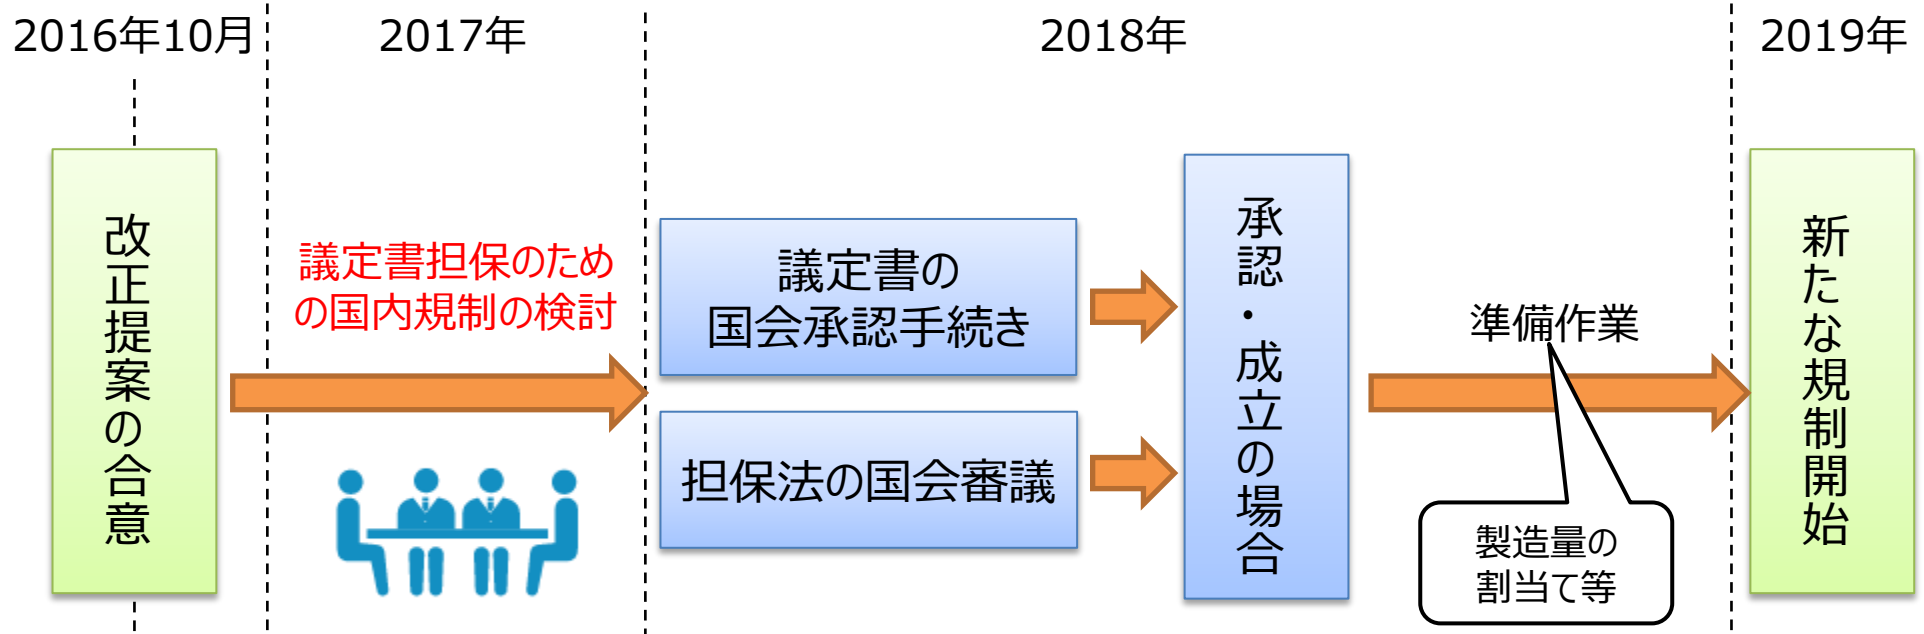 2016年10月
2017年
2018年
2019年
改正提案の合意
議定書担保のため
の国内規制の検討
議定書の
国会承認手続き
担保法の国会審議
承認・成立の場合
準備作業
製造量の
割当て等
新たな規制開始